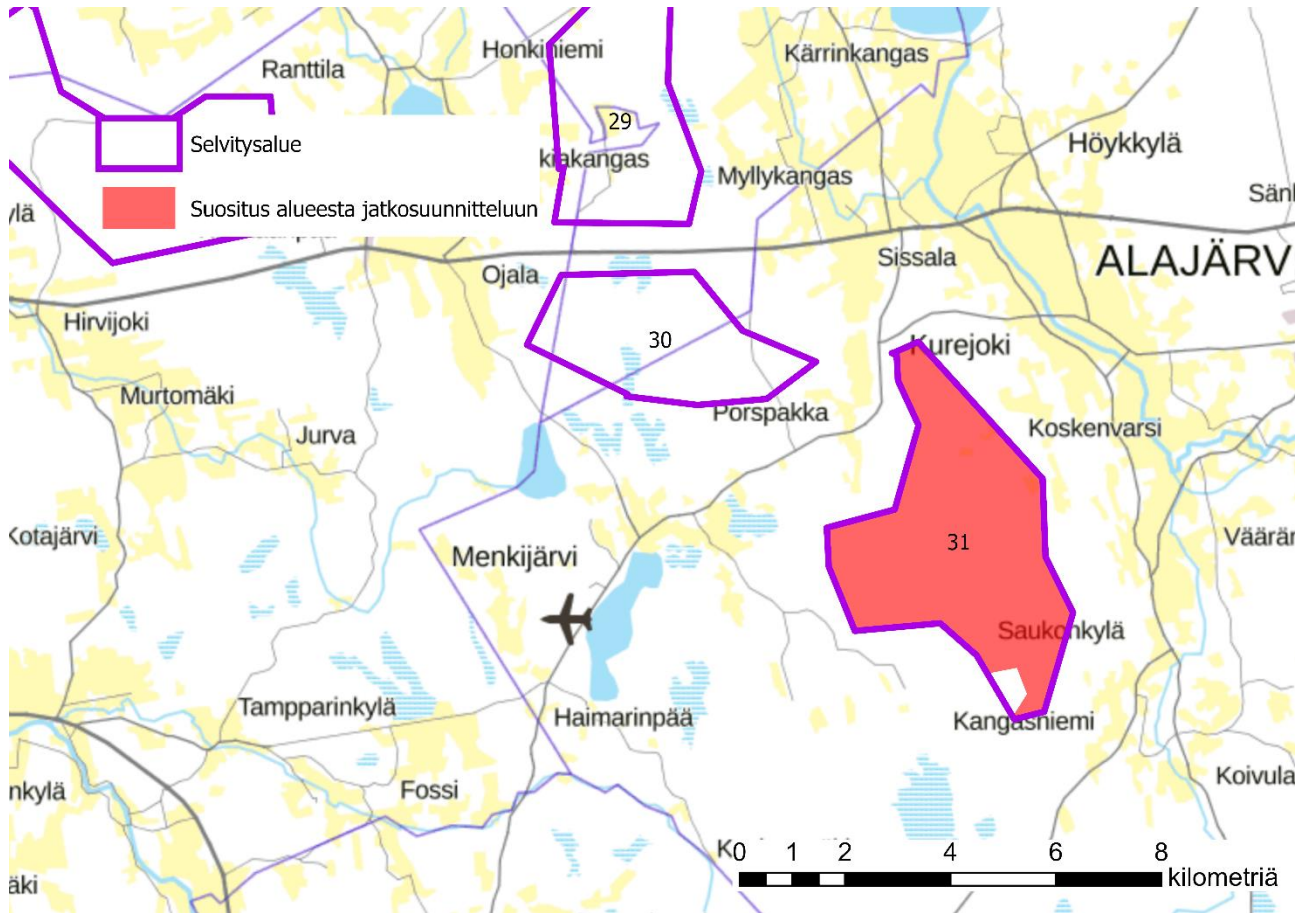 Honkiniemi
Kärrinkangas
Ranttila
29
Selvitysalue
kiakangas
Höykkylä
Myllykangas
Sänl
ylä
Suositus alueesta jatkosuunnitteluun
Sissala
ALAJÄRV
Ojala
Hirvijoki
30
Kurejoki
Murtomäki
Porspakka
Koskenvarsi
Jurva
Kotajärvi
Menkijärvi
31
Väärär
Saukonkylä
Tampparinkylä
Haimarinpää
Kangasniemi
Koivula
nkylä
Fossi
0 1 2 4 6 8
kilometriä
äki